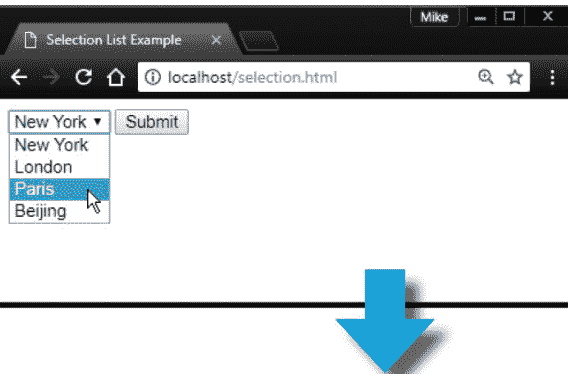 Mike
Selection List Example
localhost/selection.html
New York Submit
New York
London
Paris
Beijing